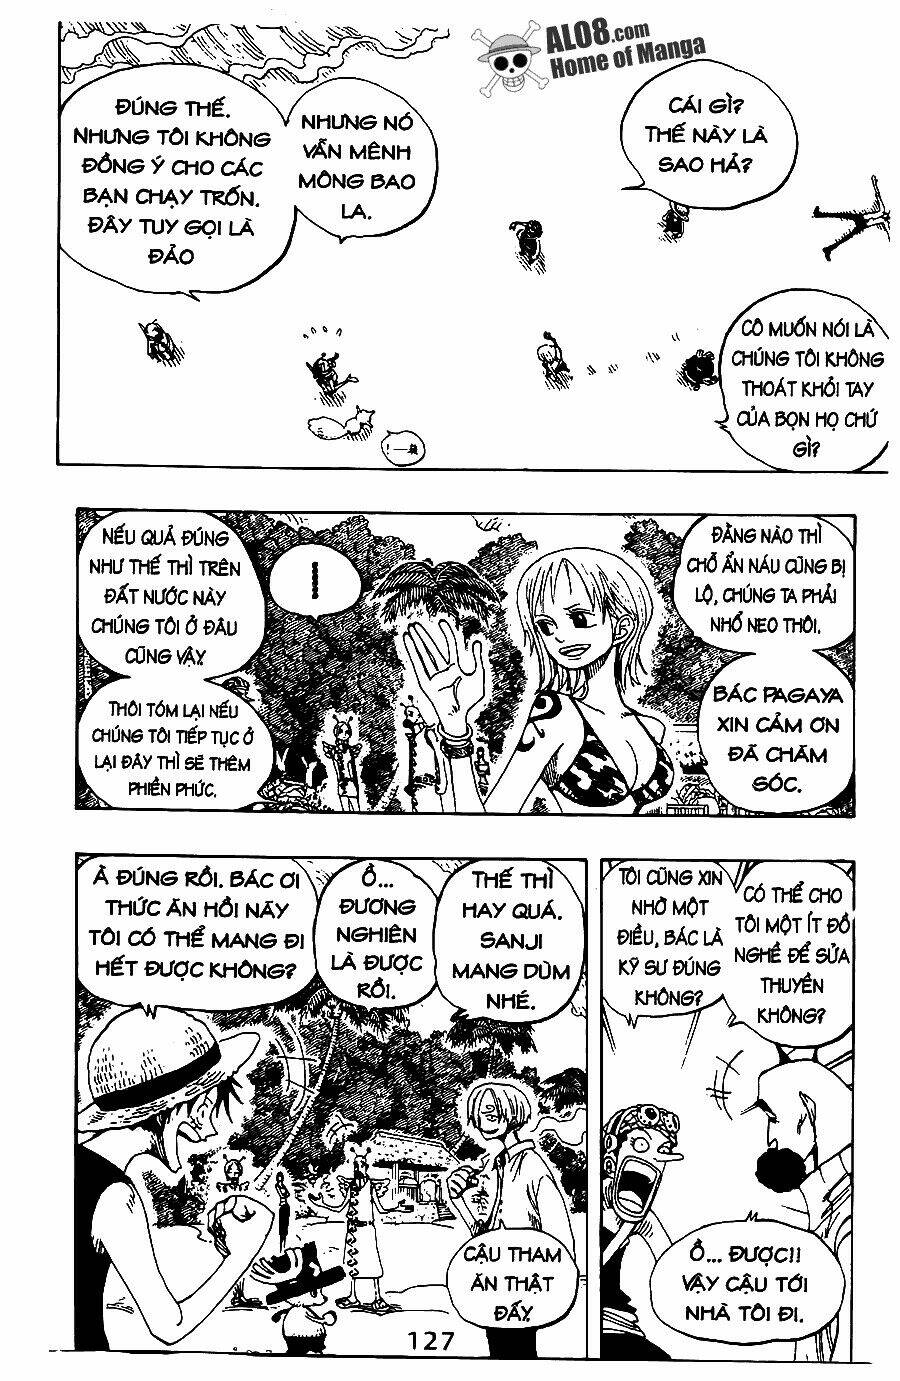 AL08.com
Home of Manga
CÁI GÌ?
THẾ NÀY LÀ
SAO HẢ?
NHƯNG NÓ
VẪN MÊNH
MÔNG BAO
LA.
ĐÚNG THẾ.
NHƯNG TÔI KHÔNG
ĐỒNG Ý CHO CÁC
BẠN CHẠY TRỐN.
ĐÂY TUY GỌI LÀ
ĐẢO
CÔ MUỐN NÓI LÀ
CHÚNG TÔI KHÔNG
THOÁT KHỎI TAY
CỦA BỌN HỌ CHỨ
GÌ?
ĐẰNG NÀO THÌ
CHỖ ẨN NÁU CŨNG BỊ
LỘ, CHÚNG TA PHẢI
NHỔ NEO THÔI.
BÁC PAGAYA
XIN CẢM ƠN
ĐÃ CHĂM
SÓC.
NẾU QUẢ ĐÚNG
NHƯ THẾ THÌ TRÊN
ĐẤT NƯỚC NÀY
CHÚNG TÔI Ở ĐÂU
CŨNG VẬY.
THÔI TÓM LẠI NẾU
CHÚNG TÔI TIẾP TỤC Ở
LẠI ĐÂY THÌ SẼ THÊM
PHIỀN PHỨC.
CÓ THỂ CHO
TÔI MỘT ÍT ĐỒ
NGHỀ ĐỂ SỬA
THUYỀN
KHÔNG?
TÔI CŨNG XIN
NHỜ MỘT
ĐIỀU, BÁC LÀ
KỸ SƯ ĐÚNG
KHÔNG?
Ồ... ĐƯỢC!!
VẬY CẬU TỚI
NHÀ TÔI ĐI.
THẾ THÌ
HAY QUÁ.
SANJI
MANG DÙM
NHÉ.
Ồ...
ĐƯƠNG
NGHIÊN
LÀ ĐƯỢC
RỒI.
À ĐÚNG RỒI. BÁC ƠI
THỨC ĂN HỒI NÃY
TÔI CÓ THỂ MANG ĐI
HẾT ĐƯỢC KHÔNG?
CẬU THAM
ĂN THẬT
ĐẤY.
127